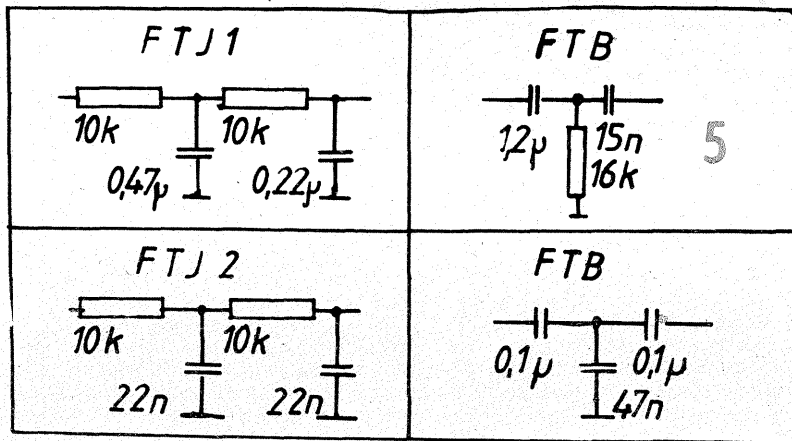 FTJ 1
10k
10k
0,47μ
0,22μ
FTB
1,2μ
15n
16k
5
FTJ 2
10k
10k
22n
22n
FTB
0,1μ
0,1μ
47n